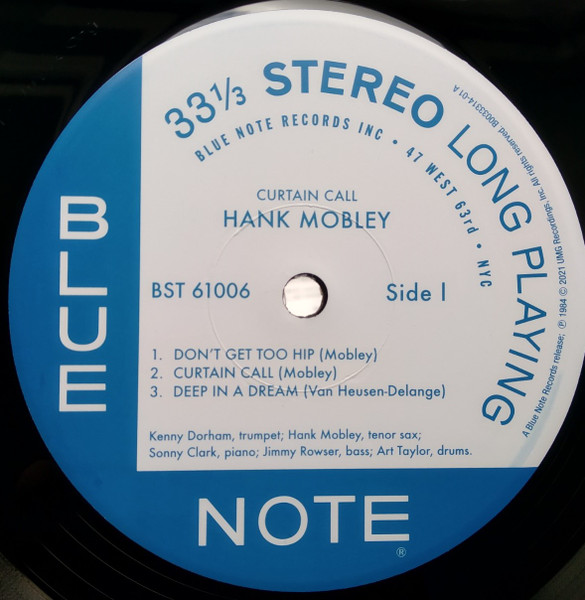 33⅓ STEREO LONG PLAYING
BLUE NOTE RECORDS INC • 47 WEST 63rd • NYC
CURTAIN CALL
HANK MOBLEY
BST 61006
Side 1
1. DON'T GET TOO HIP (Mobley)
2. CURTAIN CALL (Mobley)
3. DEEP IN A DREAM (Van Heusen-Delange)
Kenny Dorham, trumpet; Hank Mobley, tenor sax;
Sonny Clark, piano; Jimmy Rowser, bass; Art Taylor, drums.
A Blue Note Records release; ℗ 1984 © 2021 UMG Recordings, Inc. All rights reserved. B0033314-01 A
BLUE
NOTE®